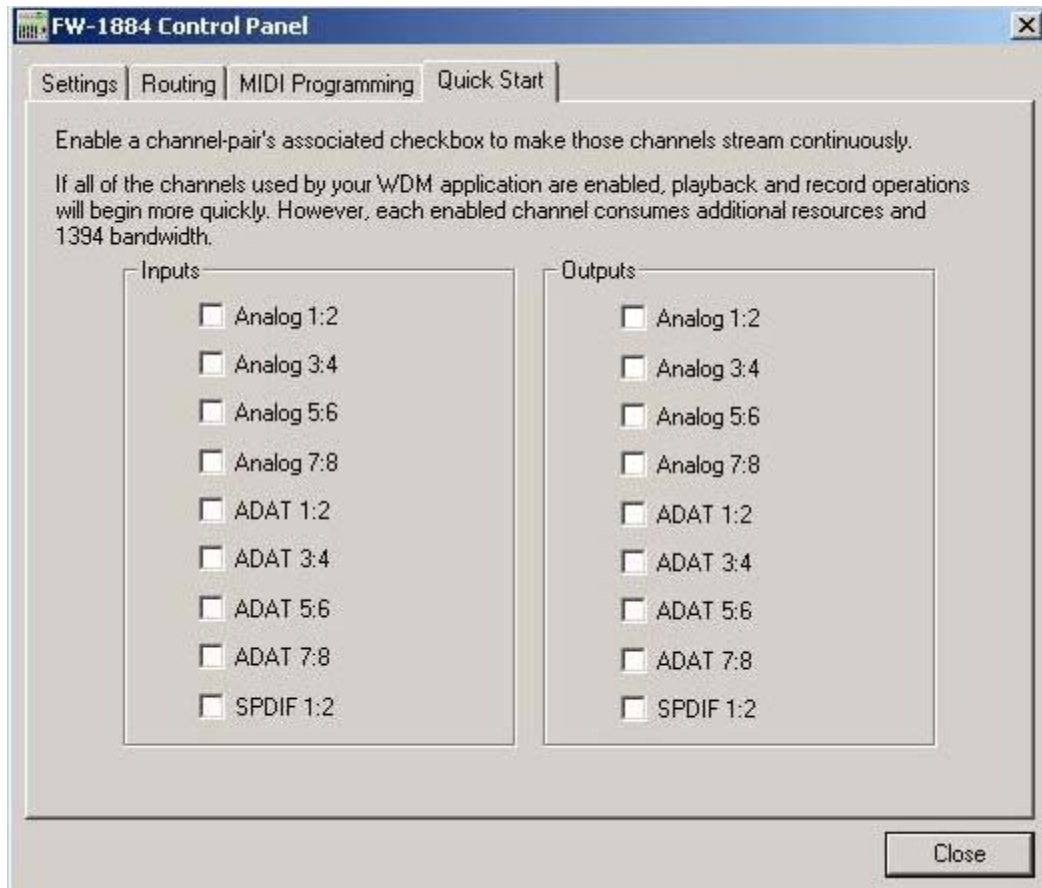 FW-1884 Control Panel
Settings
Routing
MIDI Programming
Quick Start
Enable a channel-pair's associated checkbox to make those channels stream continuously.
If all of the channels used by your WDM application are enabled, playback and record operations
will begin more quickly. However, each enabled channel consumes additional resources and
1394 bandwidth.
Inputs
Analog 1:2
Analog 3:4
Analog 5:6
Analog 7:8
ADAT 1:2
ADAT 3:4
ADAT 5:6
ADAT 7:8
SPDIF 1:2
Outputs
Analog 1:2
Analog 3:4
Analog 5:6
Analog 7:8
ADAT 1:2
ADAT 3:4
ADAT 5:6
ADAT 7:8
SPDIF 1:2
Close